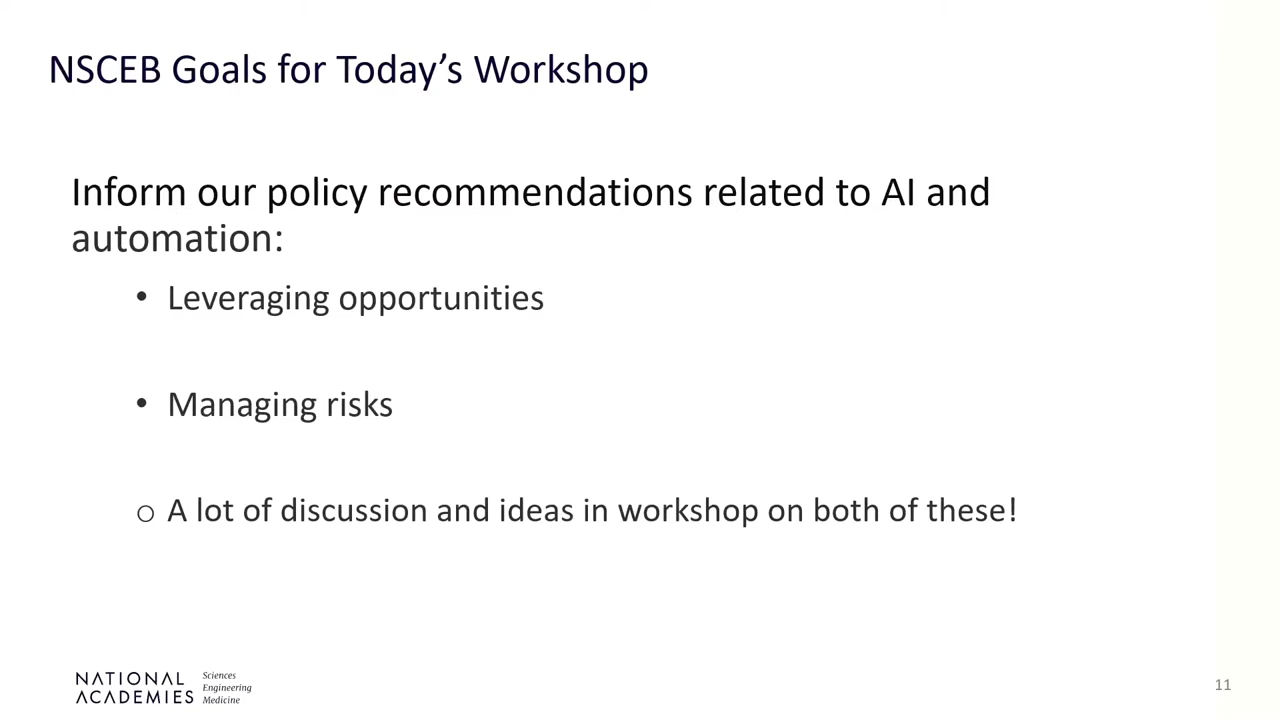 NSCEB Goals for Today’s Workshop
Inform our policy recommendations related to AI and
automation:
• Leveraging opportunities
• Managing risks
o A lot of discussion and ideas in workshop on both of these!
NATIONAL
ACADEMIES
Sciences
Engineering
Medicine
11